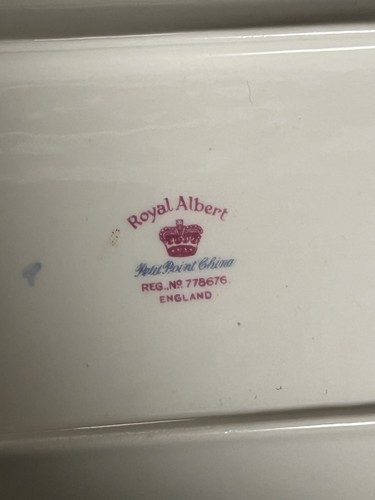 Royal Albert
Petit Point China
REG.,Nº 778676.
ENGLAND